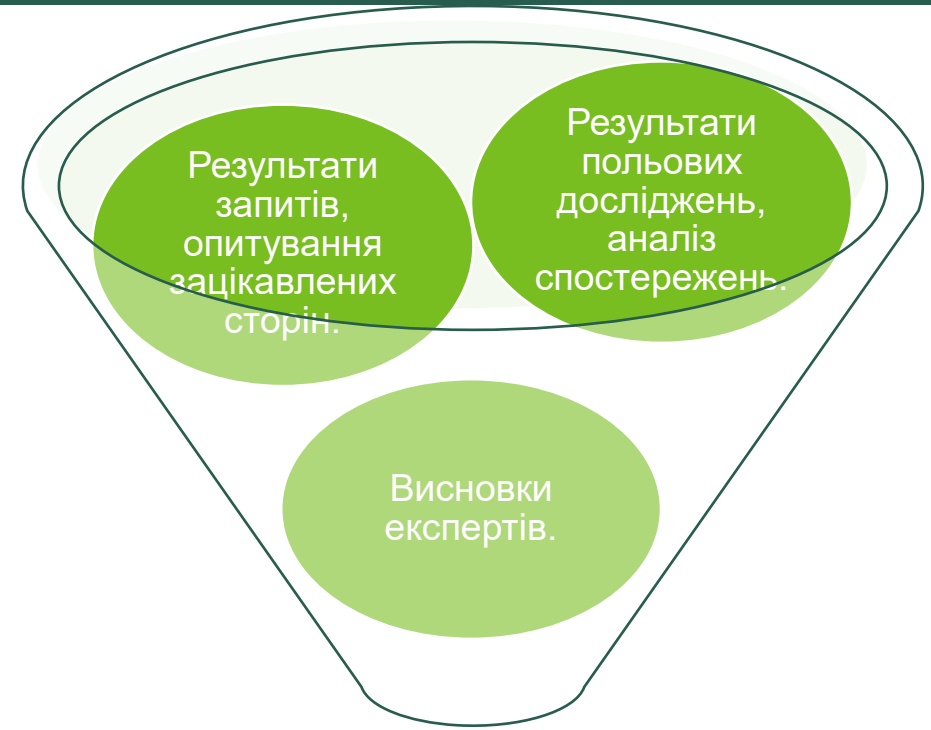 Результати
запитів,
опитування
зацікавлених
сторін.
Результати
польових
досліджень,
аналіз
спостережень.
Висновки
експертів.